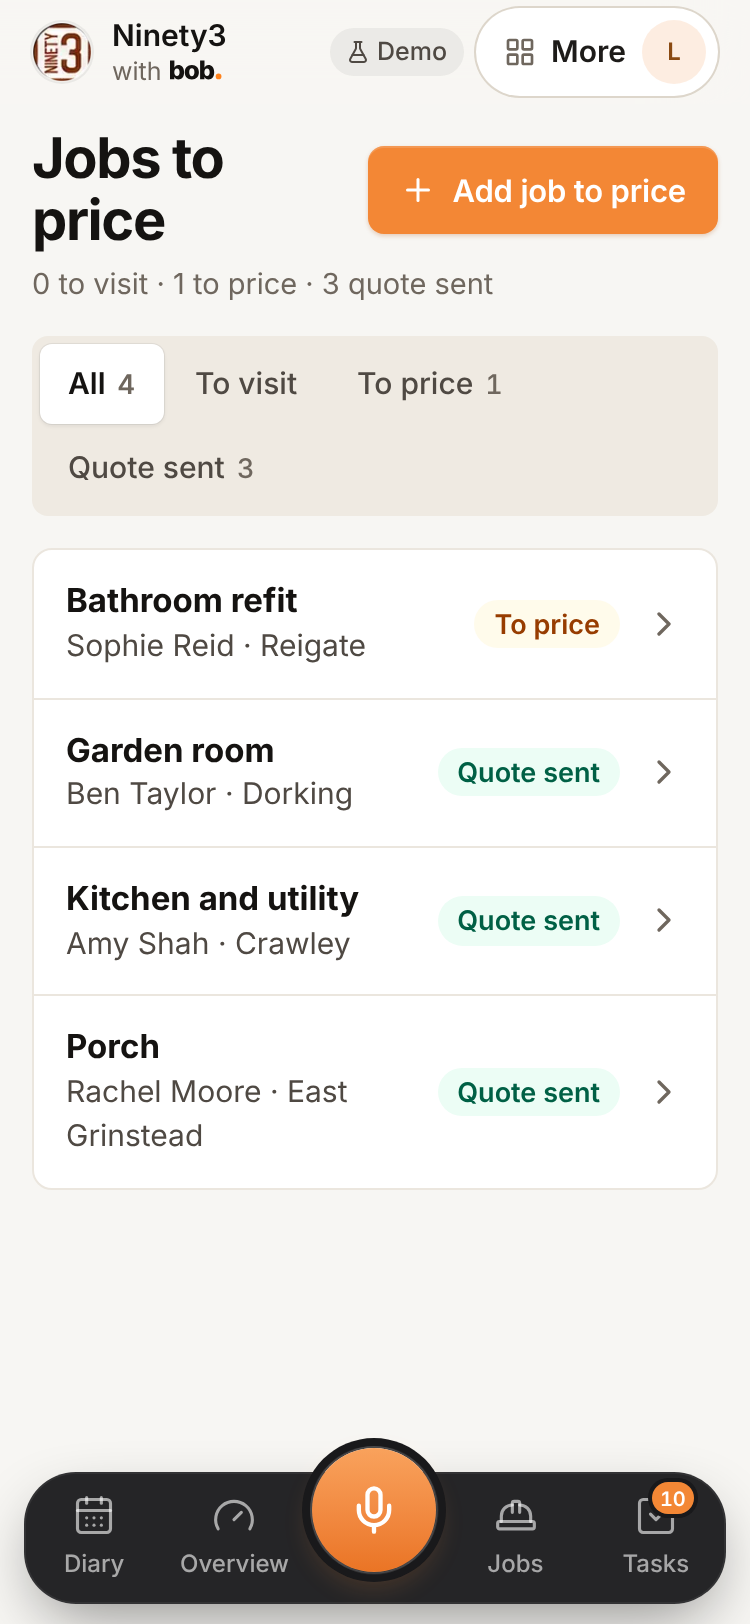 NINETY 3
Ninety3
with bob.
Demo
More
L
Jobs to
price
Add job to price
0 to visit · 1 to price · 3 quote sent
All 4
To visit
To price 1
Quote sent 3
Bathroom refit
Sophie Reid · Reigate
To price
Garden room
Ben Taylor · Dorking
Quote sent
Kitchen and utility
Amy Shah · Crawley
Quote sent
Porch
Rachel Moore · East
Grinstead
Quote sent
Diary
Overview
Jobs
10
Tasks